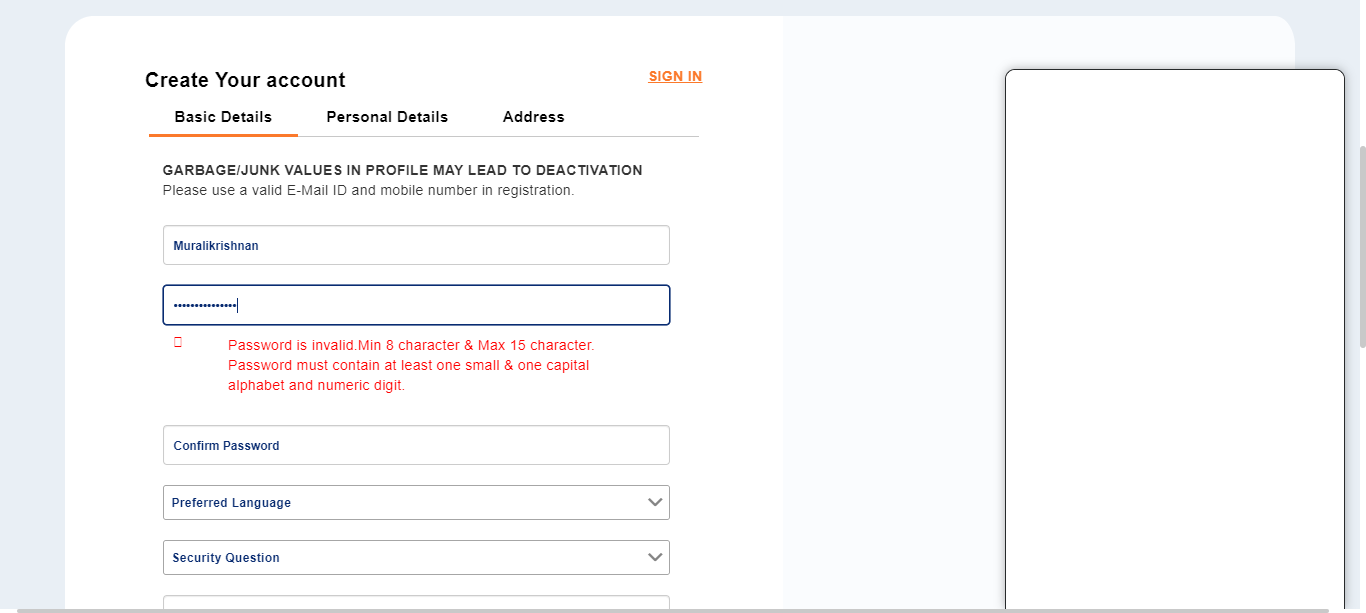 Create Your account
SIGN IN
Basic Details
Personal Details
Address
GARBAGE/JUNK VALUES IN PROFILE MAY LEAD TO DEACTIVATION
Please use a valid E-Mail ID and mobile number in registration.
Muralikrishnan
•••••••••••••••
Password is invalid.Min 8 character & Max 15 character.
Password must contain at least one small & one capital
alphabet and numeric digit.
Confirm Password
Preferred Language
Security Question